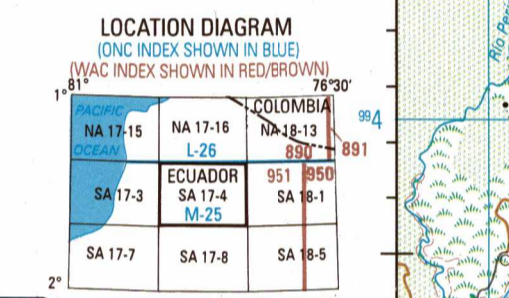 LOCATION DIAGRAM
(ONC INDEX SHOWN IN BLUE)
(WAC INDEX SHOWN IN RED/BROWN)
81° 76°30'
1°
PACIFIC
OCEAN
COLOMBIA
NA 17-15 NA 17-16 NA 18-13
L-26 890 891
ECUADOR 951 950
SA 17-3 SA 17-4 SA 18-1
M-25
SA 17-7 SA 17-8 SA 18-5
2°
994
Río